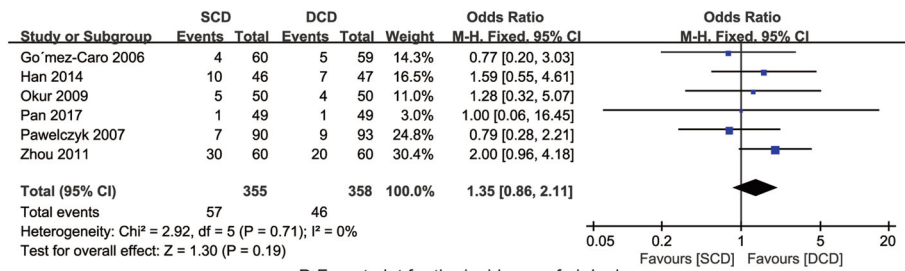 SCD DCD Odds Ratio Odds Ratio
Study or Subgroup Events Total Events Total Weight M-H. Fixed. 95% CI M-H. Fixed. 95% CI
Go´mez-Caro 2006 4 60 5 59 14.3% 0.77 [0.20, 3.03]
Han 2014 10 46 7 47 16.5% 1.59 [0.55, 4.61]
Okur 2009 5 50 4 50 11.0% 1.28 [0.32, 5.07]
Pan 2017 1 49 1 49 3.0% 1.00 [0.06, 16.45]
Pawelczyk 2007 7 90 9 93 24.8% 0.79 [0.28, 2.21]
Zhou 2011 30 60 20 60 30.4% 2.00 [0.96, 4.18]
Total (95% CI) 355 358 100.0% 1.35 [0.86, 2.11]
Total events 57 46
Heterogeneity: Chi² = 2.92, df = 5 (P = 0.71); I² = 0%
Test for overall effect: Z = 1.30 (P = 0.19)
0.05 0.2 1 5 20
Favours [SCD] Favours [DCD]